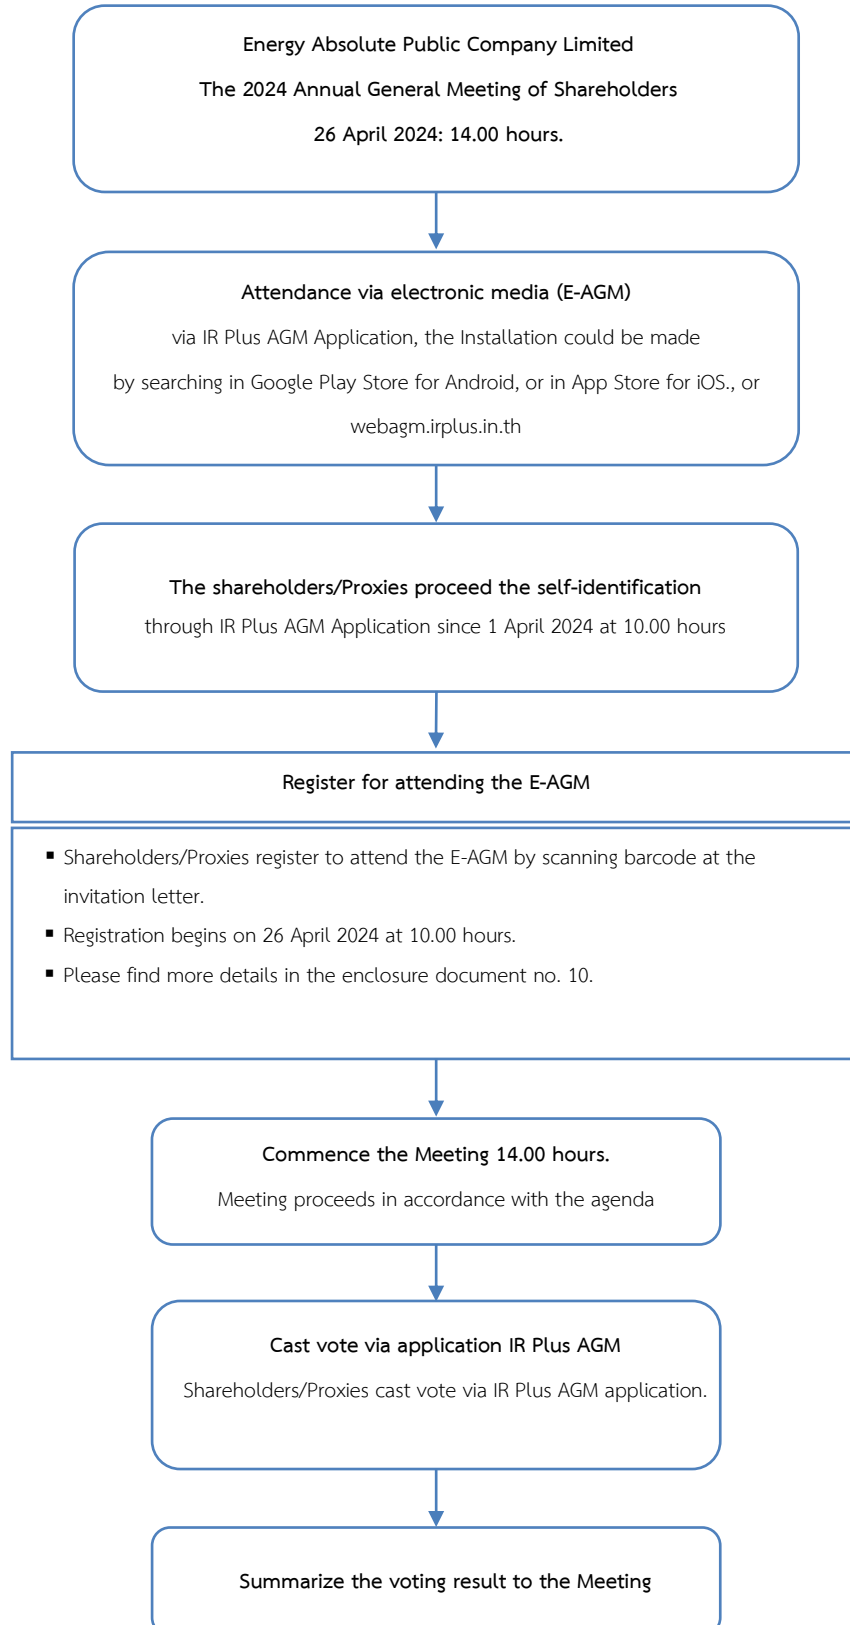 Energy Absolute Public Company Limited
The 2024 Annual General Meeting of Shareholders
26 April 2024: 14.00 hours.
Attendance via electronic media (E-AGM)
via IR Plus AGM Application, the Installation could be made
by searching in Google Play Store for Android, or in App Store for iOS., or
webagm.irplus.in.th
The shareholders/Proxies proceed the self-identification
through IR Plus AGM Application since 1 April 2024 at 10.00 hours
Register for attending the E-AGM
▪ Shareholders/Proxies register to attend the E-AGM by scanning barcode at the
invitation letter.
▪ Registration begins on 26 April 2024 at 10.00 hours.
▪ Please find more details in the enclosure document no. 10.
Commence the Meeting 14.00 hours.
Meeting proceeds in accordance with the agenda
Cast vote via application IR Plus AGM
Shareholders/Proxies cast vote via IR Plus AGM application.
Summarize the voting result to the Meeting